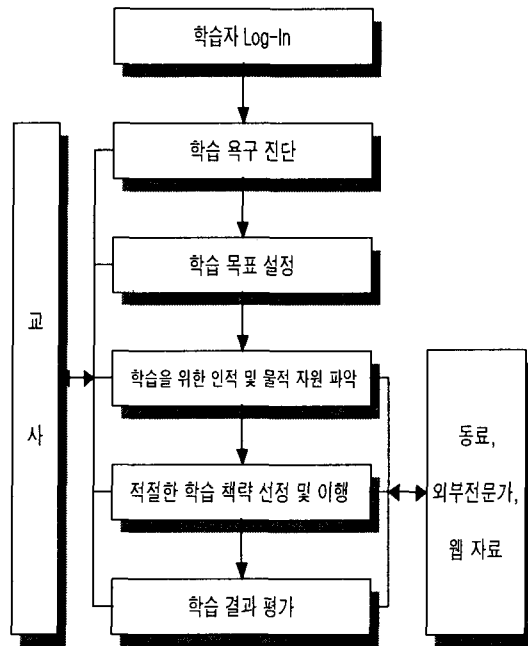 학습자 Log-In
학습 욕구 진단
학습 목표 설정
교
사
학습을 위한 인적 및 물적 자원 파악
적절한 학습 책략 선정 및 이행
학습 결과 평가
동료,
외부전문가,
웹 자료